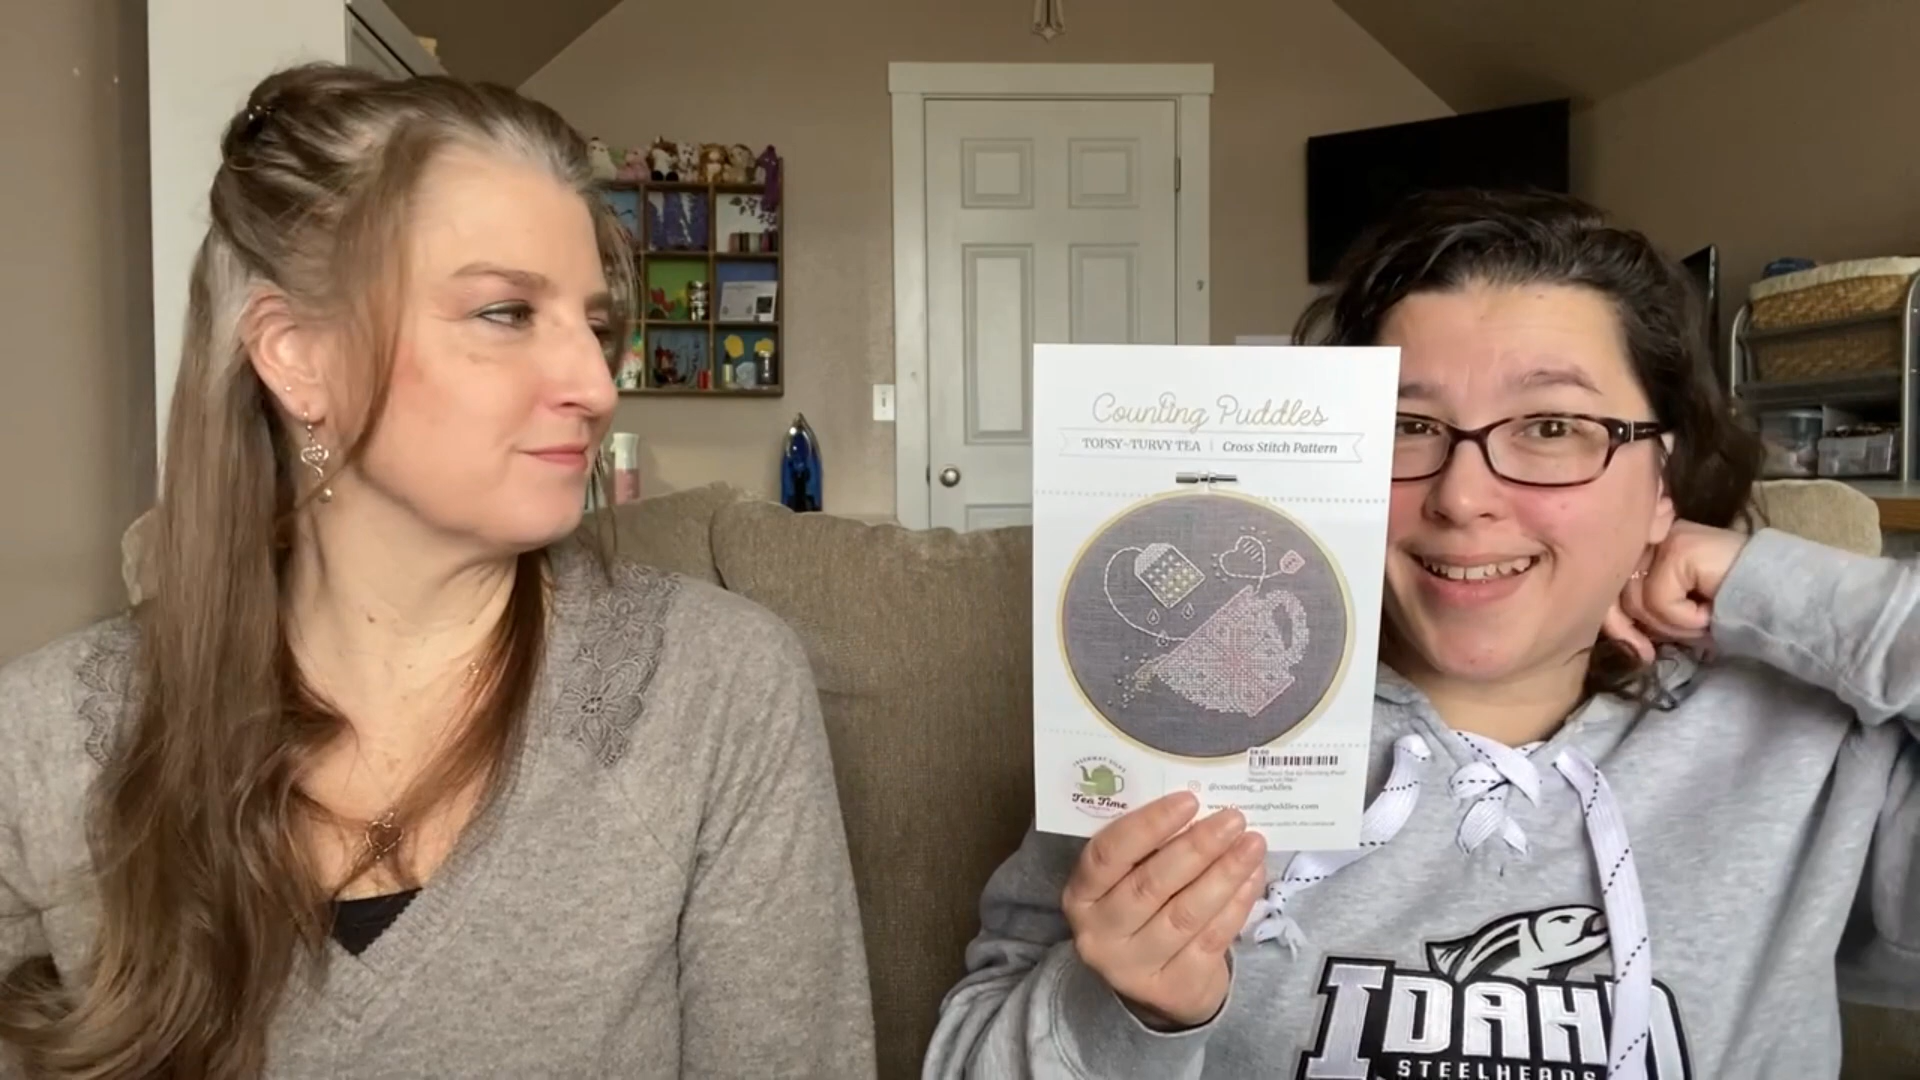 Counting Puddles
TOPSY-TURVY TEA | Cross Stitch Pattern
Tea Time
@counting_puddles
www.CountingPuddles.com
IDAHO
STEELHEADS